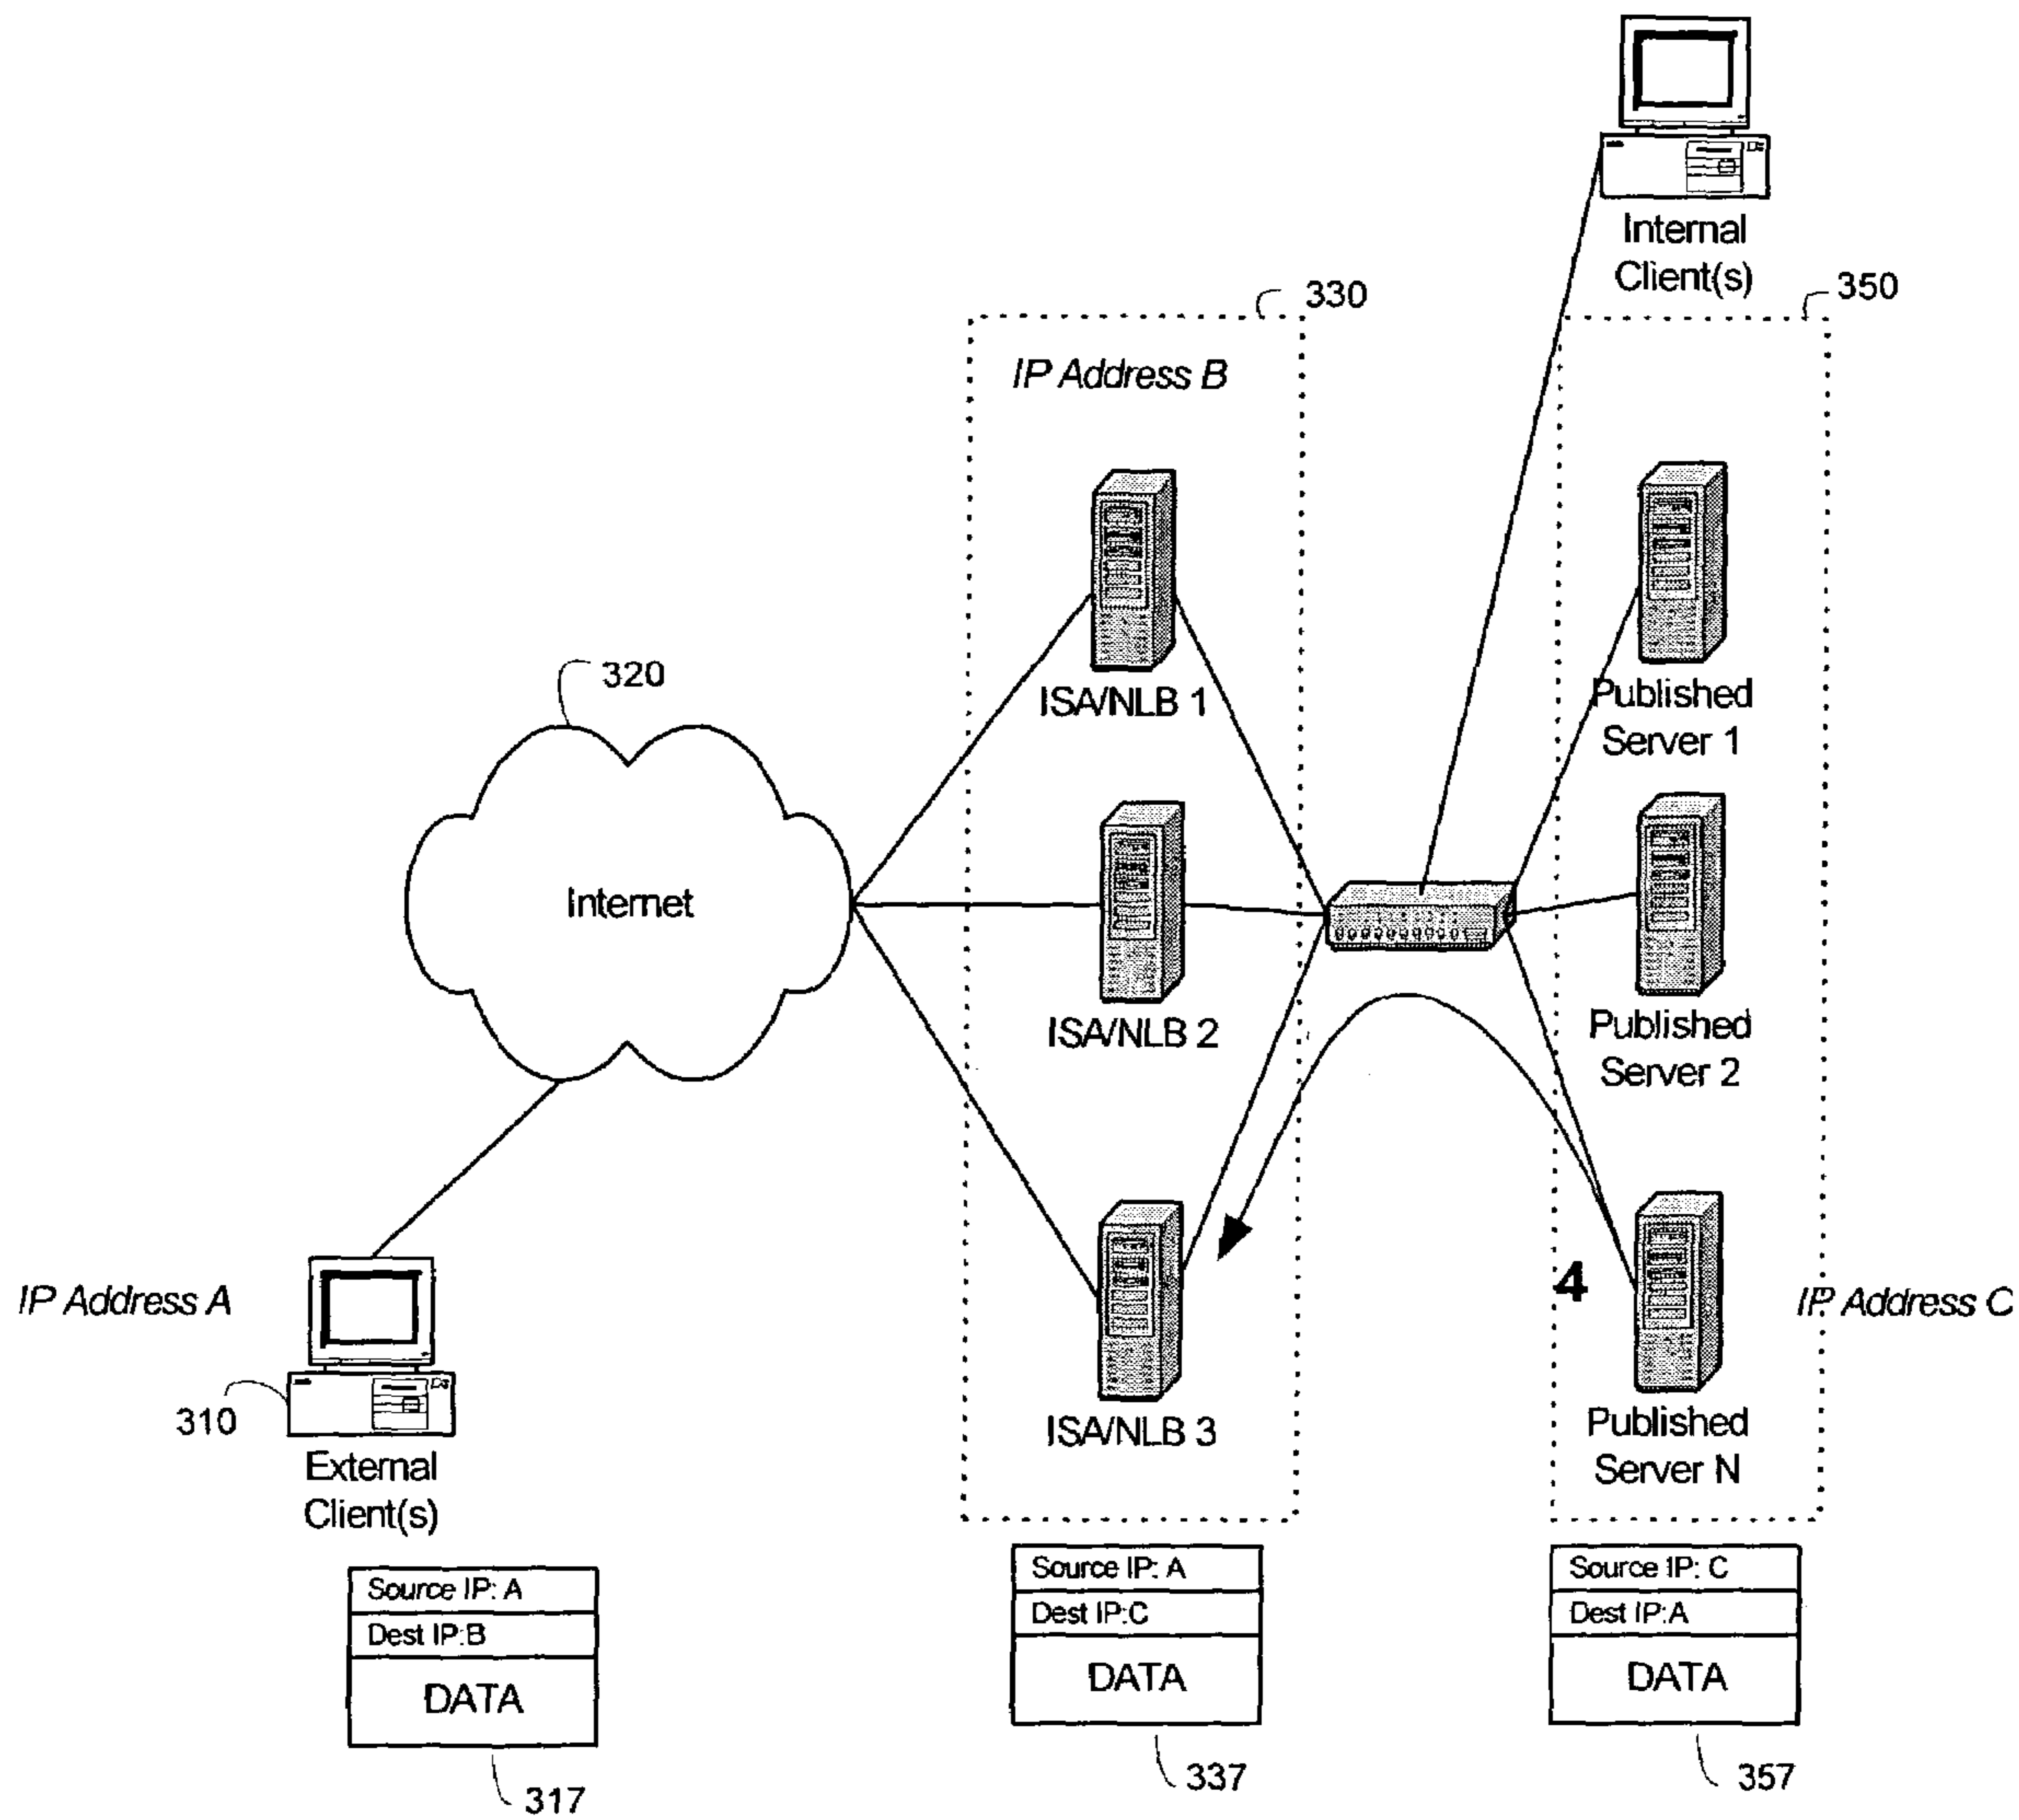 Internal
Client(s)
330
350
IP Address B
320
ISA/NLB 1
Published
Server 1
Internet
ISA/NLB 2
Published
Server 2
4
IP Address A
IP Address C
310
External
Client(s)
ISA/NLB 3
Published
Server N
Source IP: A
Dest IP:B
DATA
317
Source IP: A
Dest IP:C
DATA
337
Source IP: C
Dest IP:A
DATA
357